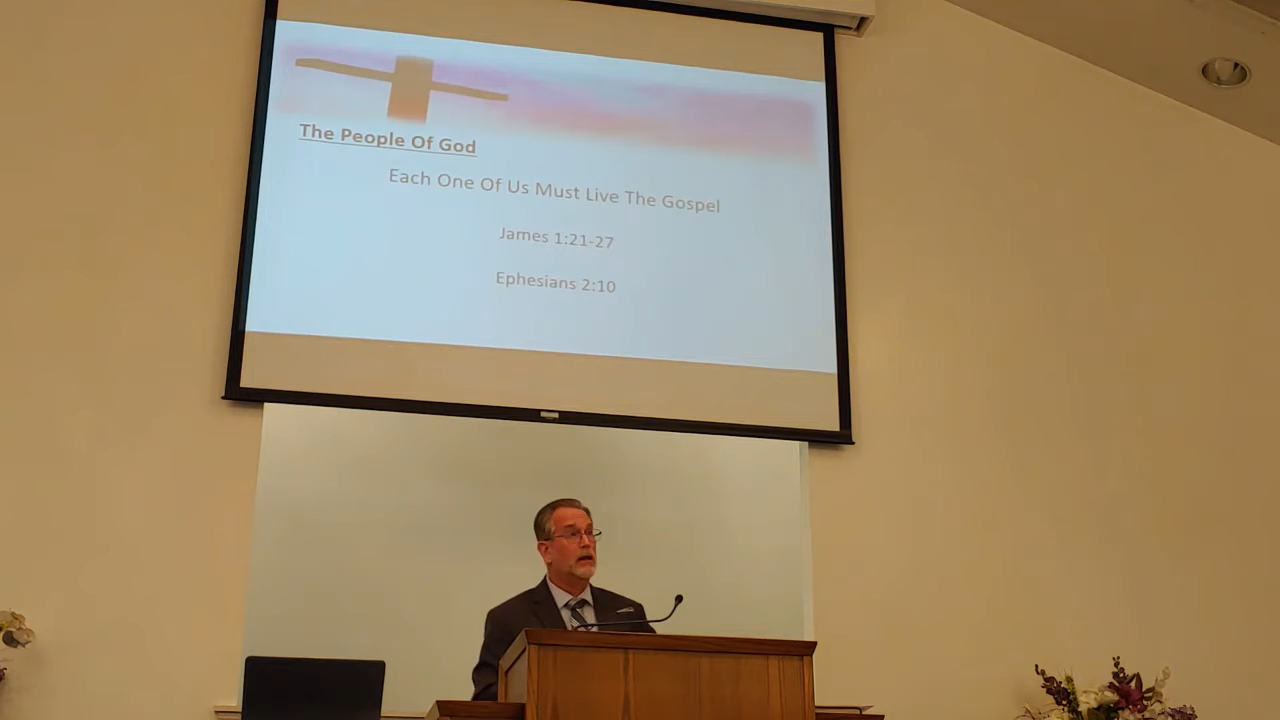 The People Of God
Each One Of Us Must Live The Gospel
James 1:21-27
Ephesians 2:10